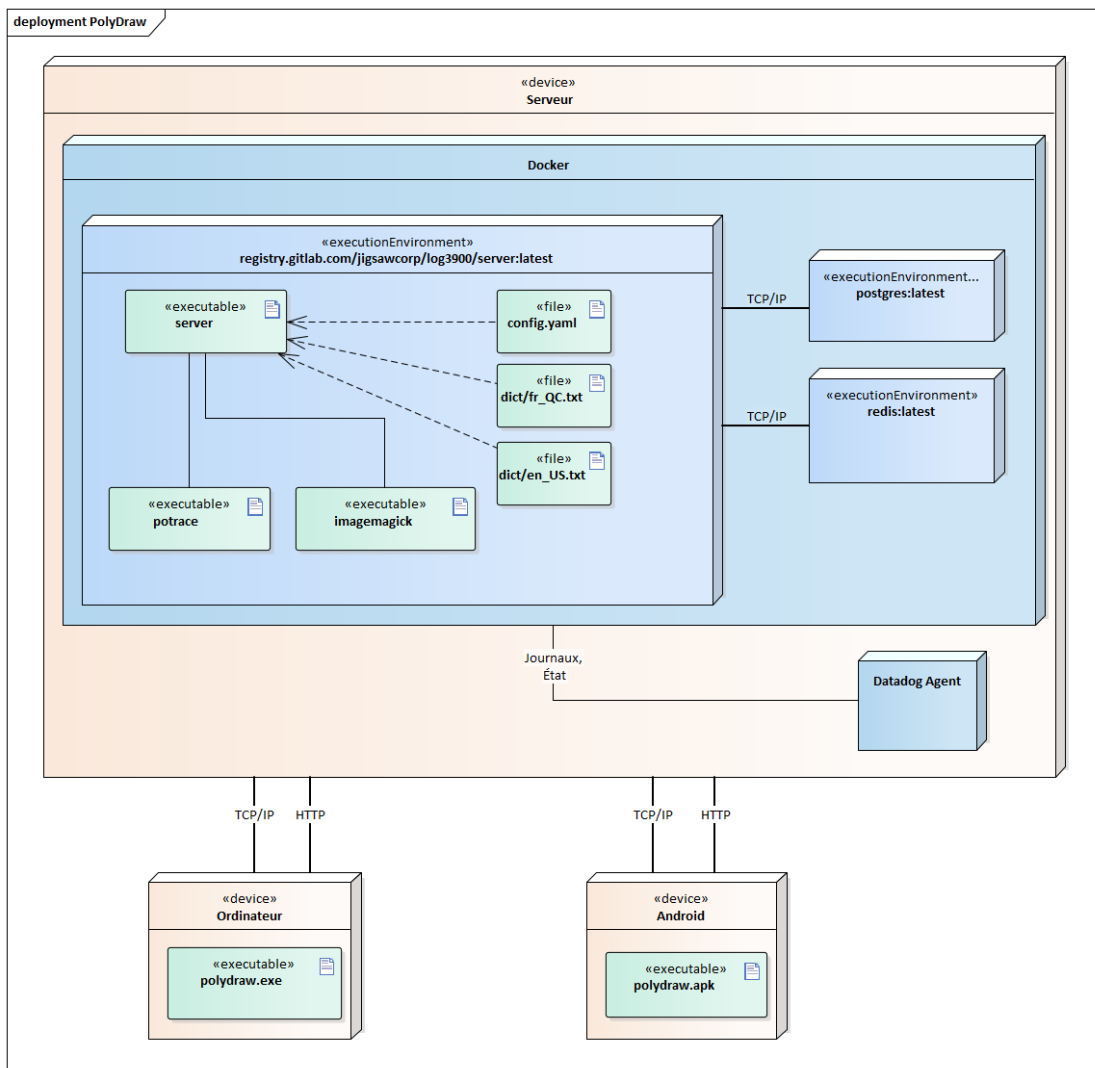 deployment PolyDraw
«device»
Serveur
Docker
«executionEnvironment»
registry.gitlab.com/jigsawcorp/log3900/server:latest
«executable»
server
«file»
config.yaml
«file»
dict/fr_QC.txt
«file»
dict/en_US.txt
«executable»
potrace
«executable»
imagemagick
TCP/IP
«executionEnvironment...
postgres:latest
TCP/IP
«executionEnvironment»
redis:latest
Journaux,
État
Datadog Agent
TCP/IP
HTTP
TCP/IP
HTTP
«device»
Ordinateur
«executable»
polydraw.exe
«device»
Android
«executable»
polydraw.apk